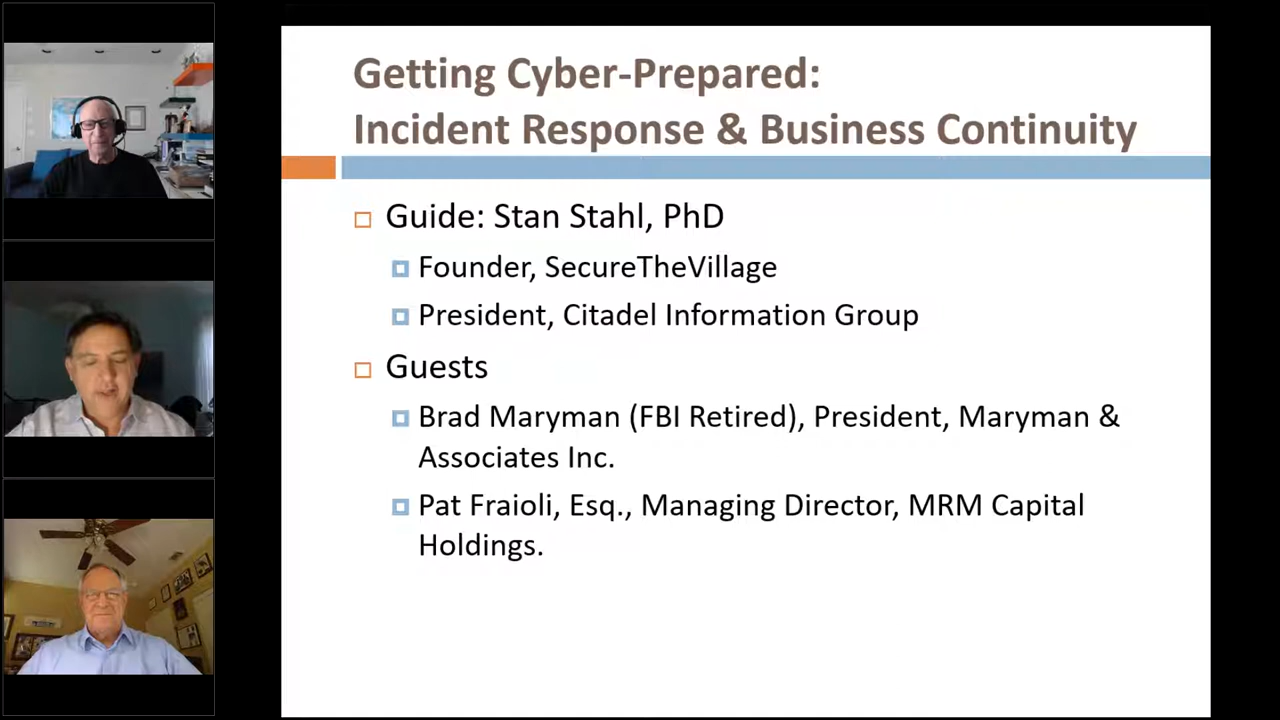 Getting Cyber-Prepared:
Incident Response & Business Continuity
Guide: Stan Stahl, PhD
Founder, SecureTheVillage
President, Citadel Information Group
Guests
Brad Maryman (FBI Retired), President, Maryman &
Associates Inc.
Pat Fraioli, Esq., Managing Director, MRM Capital
Holdings.